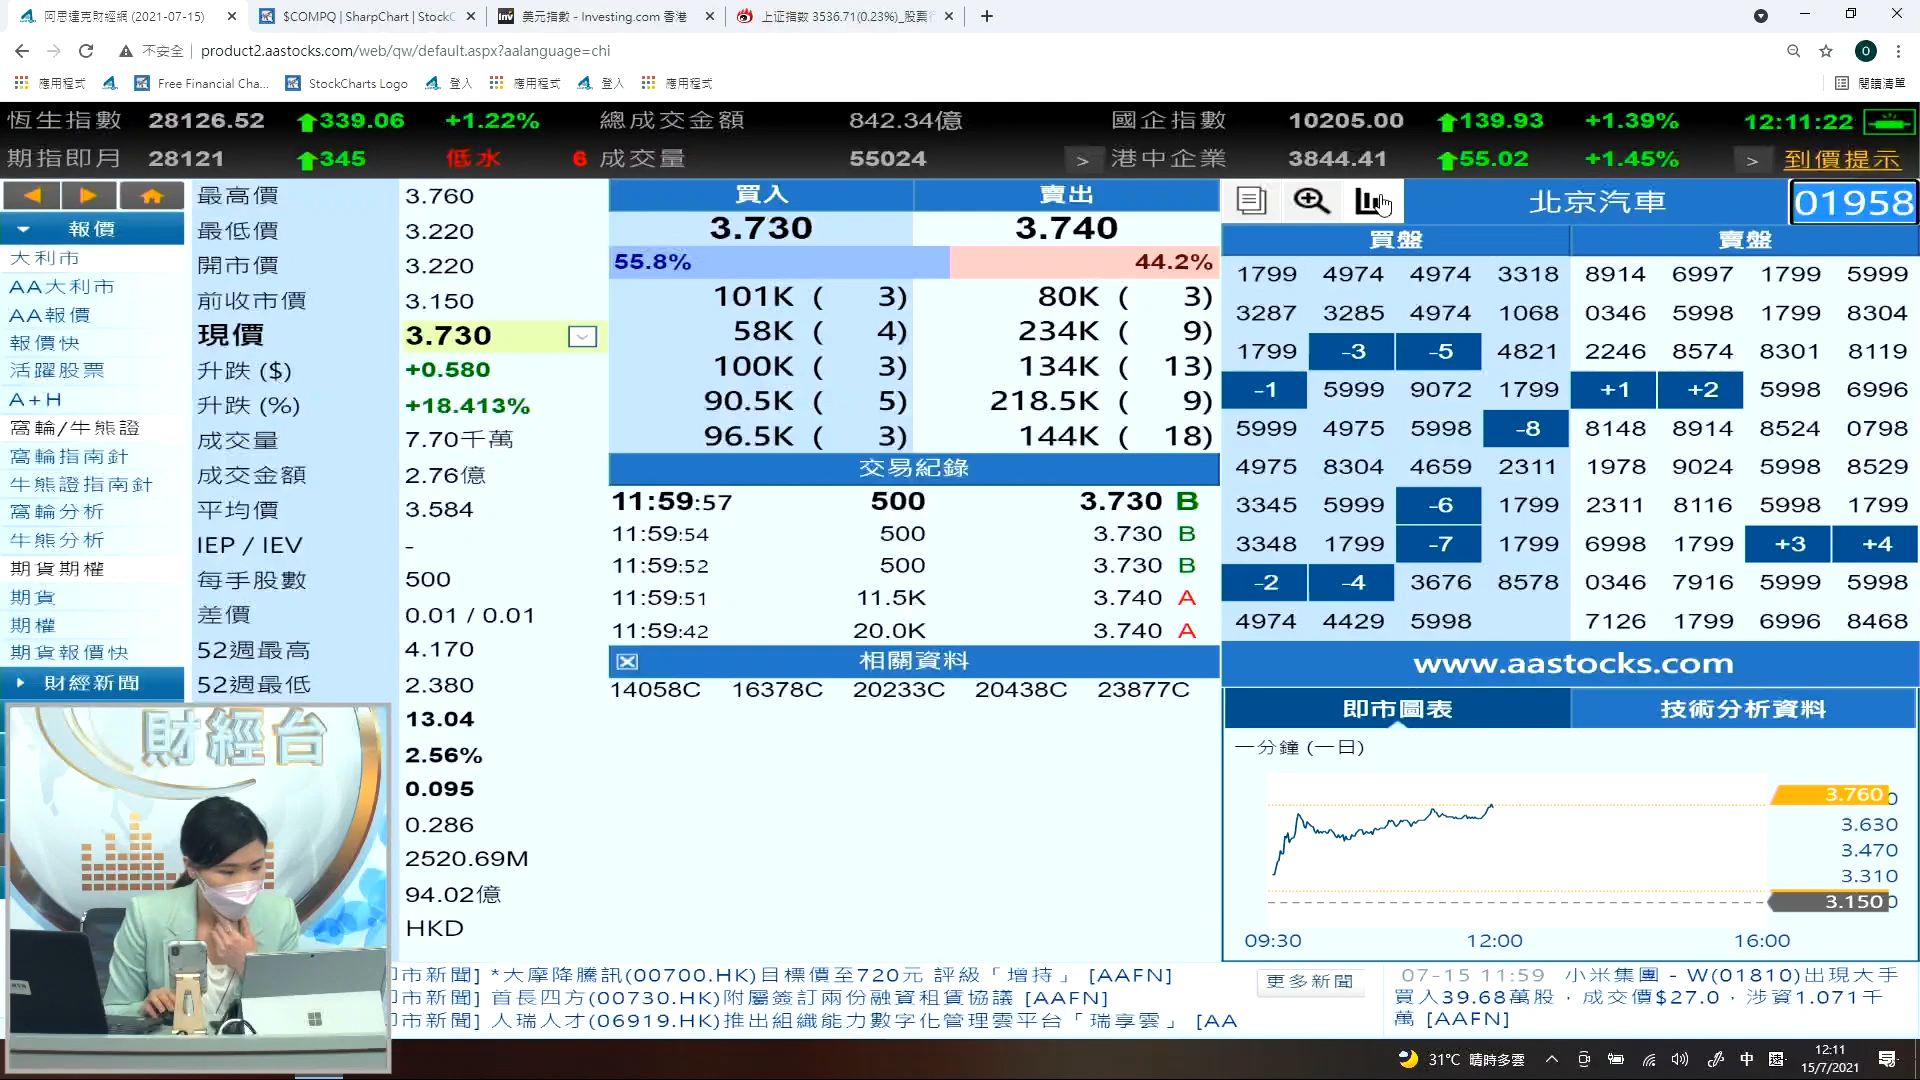 阿思達克財經網 (2021-07-15)
$COMPQ | SharpChart | StockC
美元指數 - Investing.com 香港
上证指数 3536.71(0.23%)_股票行
不安全
product2.aastocks.com/web/qw/default.aspx?aalanguage=chi
O
應用程式
Free Financial Cha...
StockCharts Logo
登入
應用程式
登入
應用程式
閱讀清單
恆生指數 28126.52 339.06 +1.22% 總成交金額 842.34億 國企指數 10205.00 139.93 +1.39% 12:11:22
期指即月 28121 345 低水 6 成交量 55024 > 港中企業 3844.41 55.02 +1.45% > 到價提示
報價
大利市
AA大利市
AA報價
報價快
活躍股票
A+H
窩輪/牛熊證
窩輪指南針
牛熊證指南針
窩輪分析
牛熊分析
期貨期權
期貨
期權
期貨報價快
財經新聞
最高價 3.760
最低價 3.220
開市價 3.220
前收市價 3.150
現價 3.730
升跌 ($) +0.580
升跌 (%) +18.413%
成交量 7.70千萬
成交金額 2.76億
平均價 3.584
IEP / IEV -
每手股數 500
差價 0.01 / 0.01
52週最高 4.170
52週最低 2.380
13.04
2.56%
0.095
0.286
2520.69M
94.02億
HKD
買入 賣出
3.730 3.740
55.8% 44.2%
101K ( 3) 80K ( 3)
58K ( 4) 234K ( 9)
100K ( 3) 134K ( 13)
90.5K ( 5) 218.5K ( 9)
96.5K ( 3) 144K ( 18)
交易紀錄
11:59:57 500 3.730 B
11:59:54 500 3.730 B
11:59:52 500 3.730 B
11:59:51 11.5K 3.740 A
11:59:42 20.0K 3.740 A
相關資料
14058C 16378C 20233C 20438C 23877C
北京汽車 01958
買盤 賣盤
1799 4974 4974 3318 8914 6997 1799 5999
3287 3285 4974 1068 0346 5998 1799 8304
1799 -3 -5 4821 2246 8574 8301 8119
-1 5999 9072 1799 +1 +2 5998 6996
5999 4975 5998 -8 8148 8914 8524 0798
4975 8304 4659 2311 1978 9024 5998 8529
3345 5999 -6 1799 2311 8116 5998 1799
3348 1799 -7 1799 6998 1799 +3 +4
-2 -4 3676 8578 0346 7916 5999 5998
4974 4429 5998 7126 1799 6996 8468
www.aastocks.com
即市圖表 技術分析資料
一分鐘 (一日)
3.760
3.630
3.470
3.310
3.150
09:30 12:00 16:00
財經台
市新聞] *大摩降騰訊(00700.HK)目標價至720元 評級「增持」 [AAFN]
市新聞] 首長四方(00730.HK)附屬簽訂兩份融資租賃協議 [AAFN]
市新聞] 人瑞人才(06919.HK)推出組織能力數字化管理雲平台「瑞享雲」 [AA
更多新聞
07-15 11:59 小米集團 - W(01810)出現大手
買入39.68萬股，成交價$27.0，涉資1.071千
萬 [AAFN]
31°C 晴時多雲
中
12:11
15/7/2021